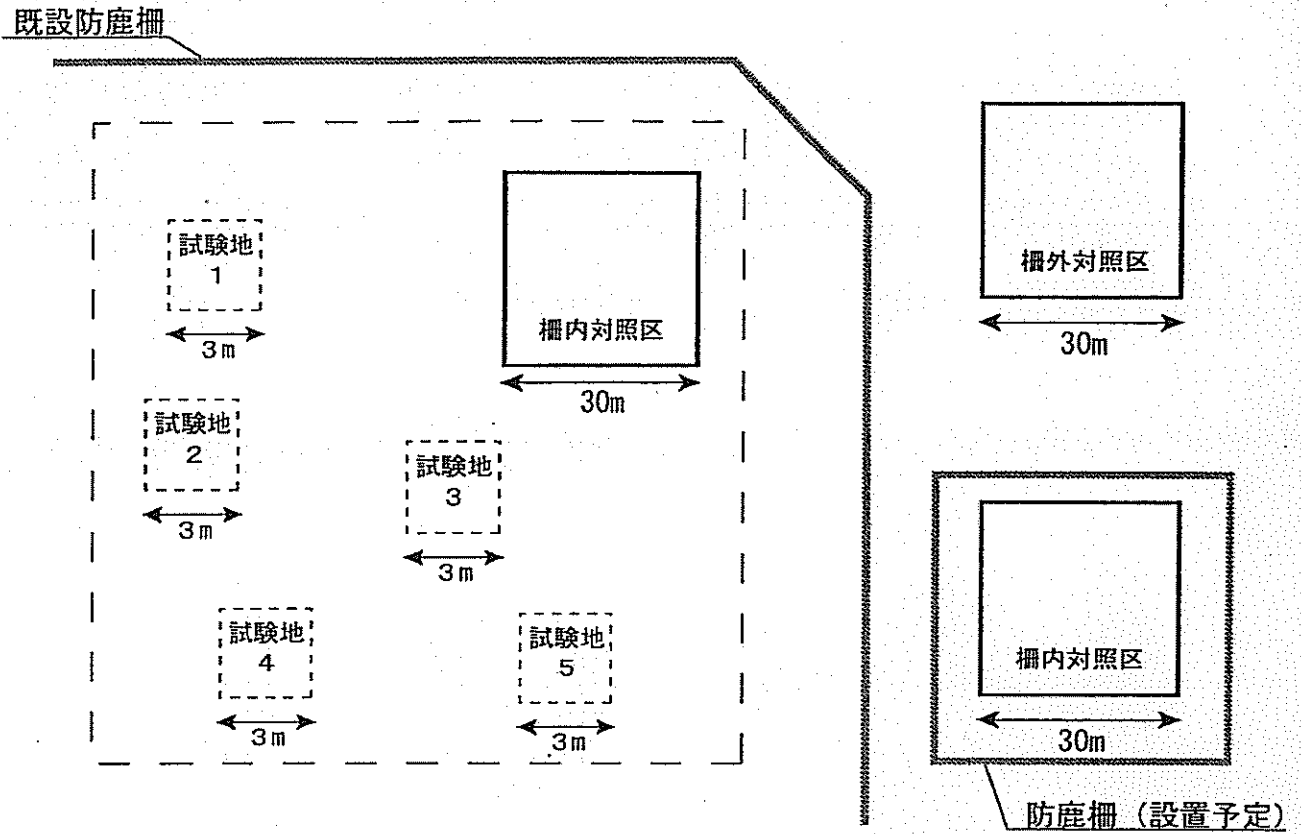 既設防鹿柵
試験地
1
3m
試験地
2
3m
試験地
3
3m
試験地
4
3m
試験地
5
3m
柵内対照区
30m
柵外対照区
30m
柵内対照区
30m
防鹿柵（設置予定）